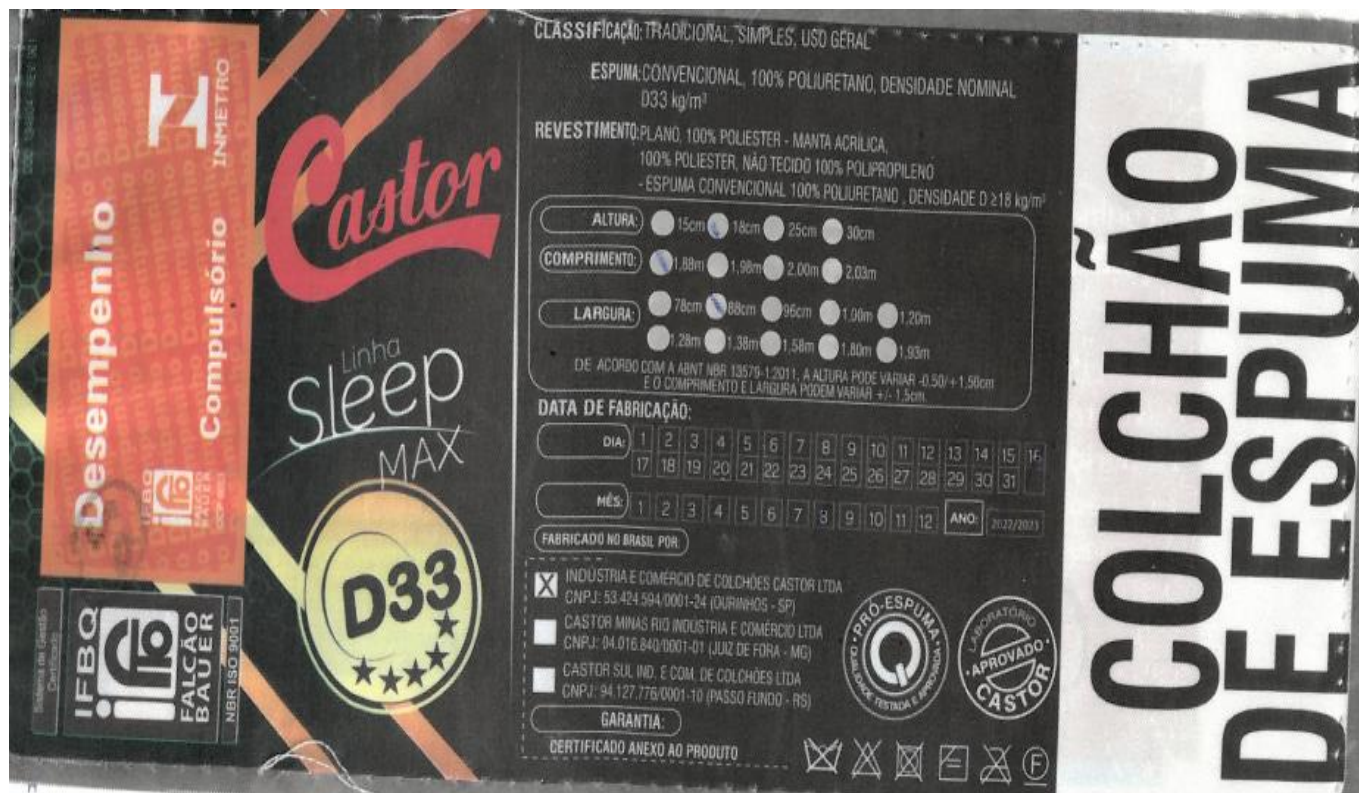 Desempenho
Compulsório
INMETRO
IFBQ
FALCÃO
BAUER
Sistema de Gestão
Certificado
IFBQ
FALCÃO
BAUER
NBR ISO 9001
Castor
Linha
Sleep
MAX
D33
CLASSIFICAÇÃO: TRADICIONAL, SIMPLES, USO GERAL
ESPUMA: CONVENCIONAL, 100% POLIURETANO, DENSIDADE NOMINAL
D33 kg/m³
REVESTIMENTO: PLANO, 100% POLIESTER - MANTA ACRÍLICA,
100% POLIESTER, NÃO TECIDO 100% POLIPROPILENO
- ESPUMA CONVENCIONAL 100% POLIURETANO , DENSIDADE D ≥18 kg/m³
ALTURA: 15cm 18cm 25cm 30cm
COMPRIMENTO: 1,88m 1,98m 2.00m 2.03m
LARGURA: 78cm 88cm 96cm 1,00m 1,20m
1,28m 1,38m 1,58m 1,80m 1,93m
DE ACORDO COM A ABNT NBR 13579-1:2011, A ALTURA PODE VARIAR -0.50/+1,50cm
E O COMPRIMENTO E LARGURA PODEM VARIAR +/- 1,5cm.
DATA DE FABRICAÇÃO:
DIA: 1 2 3 4 5 6 7 8 9 10 11 12 13 14 15 16
17 18 19 20 21 22 23 24 25 26 27 28 29 30 31
MÊS: 1 2 3 4 5 6 7 8 9 10 11 12 ANO: 2022/2023
FABRICADO NO BRASIL POR:
X INDÚSTRIA E COMÉRCIO DE COLCHÕES CASTOR LTDA
CNPJ: 53.424.594/0001-24 (OURINHOS - SP)
CASTOR MINAS RIO INDÚSTRIA E COMÉRCIO LTDA
CNPJ: 04.016.840/0001-01 (JUIZ DE FORA - MG)
CASTOR SUL IND. E COM. DE COLCHÕES LTDA
CNPJ: 94.127.776/0001-10 (PASSO FUNDO - RS)
GARANTIA:
CERTIFICADO ANEXO AO PRODUTO
PRÓ-ESPUMA
QUALIDADE TESTADA E APROVADA
LABORATÓRIO
APROVADO
CASTOR
F
COLCHÃO
DE ESPUMA